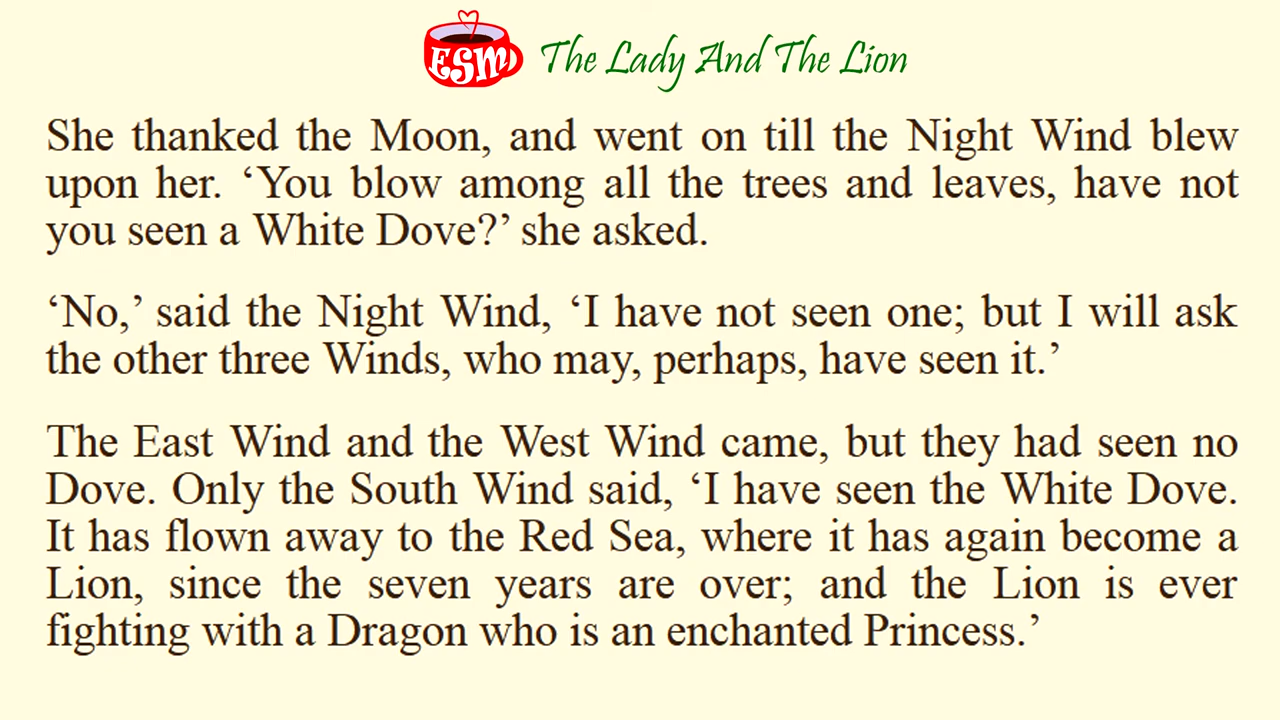 ESM The Lady And The Lion
She thanked the Moon, and went on till the Night Wind blew
upon her. ‘You blow among all the trees and leaves, have not
you seen a White Dove?’ she asked.
‘No,’ said the Night Wind, ‘I have not seen one; but I will ask
the other three Winds, who may, perhaps, have seen it.’
The East Wind and the West Wind came, but they had seen no
Dove. Only the South Wind said, ‘I have seen the White Dove.
It has flown away to the Red Sea, where it has again become a
Lion, since the seven years are over; and the Lion is ever
fighting with a Dragon who is an enchanted Princess.’